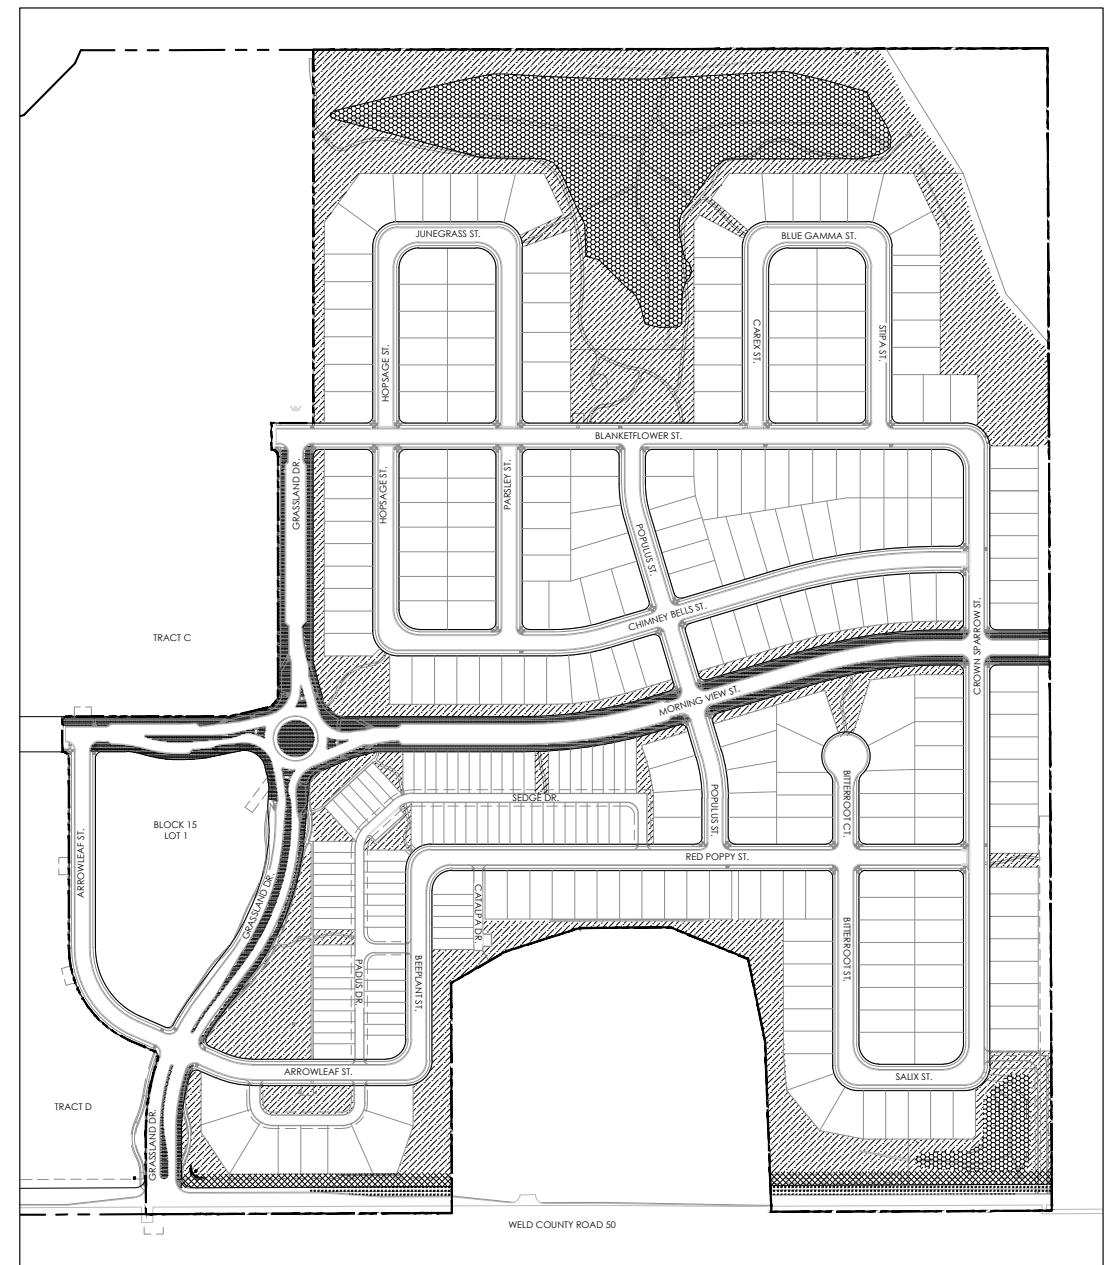 JUNEGRASS ST.
BLUE GAMMA ST.
HOPSAGE ST.
CAREX ST.
STIPA ST.
BLANKETFLOWER ST.
GRASSLAND DR.
HOPSAGE ST.
PARSLEY ST.
POPULUS ST.
CHIMNEY BELLS ST.
TRACT C
CROWN SPARROW ST.
MORNING VIEW ST.
SEDGE DR.
POPULUS ST.
BITTERROOT CT.
BLOCK 15
LOT 1
ARROWLEAF ST.
RED POPPY ST.
GRASSLAND DR.
CATALPA DR.
PADUS DR.
BEEPLANT ST.
BITTERROOT ST.
ARROWLEAF ST.
SALIX ST.
TRACT D
GRASSLAND DR.
WELD COUNTY ROAD 50